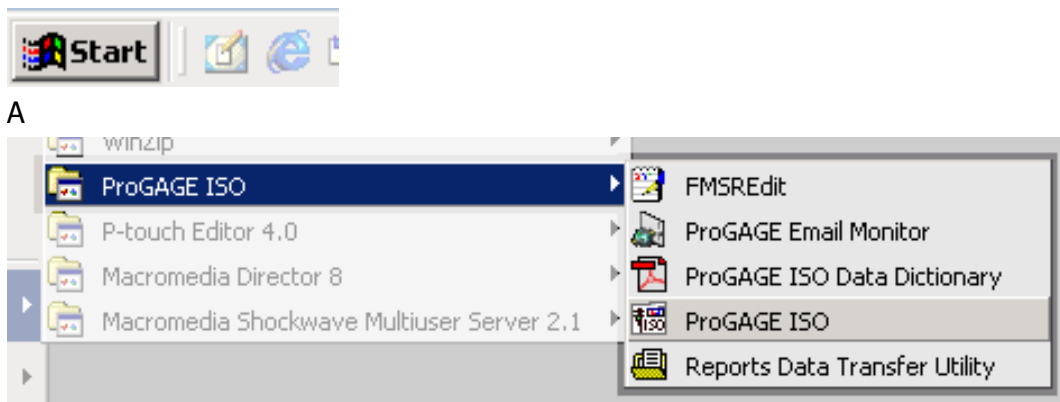 Start
A
WinZip
ProGAGE ISO
FMSREdit
P-touch Editor 4.0
ProGAGE Email Monitor
Macromedia Director 8
ProGAGE ISO Data Dictionary
Macromedia Shockwave Multiuser Server 2.1
ProGAGE ISO
Reports Data Transfer Utility